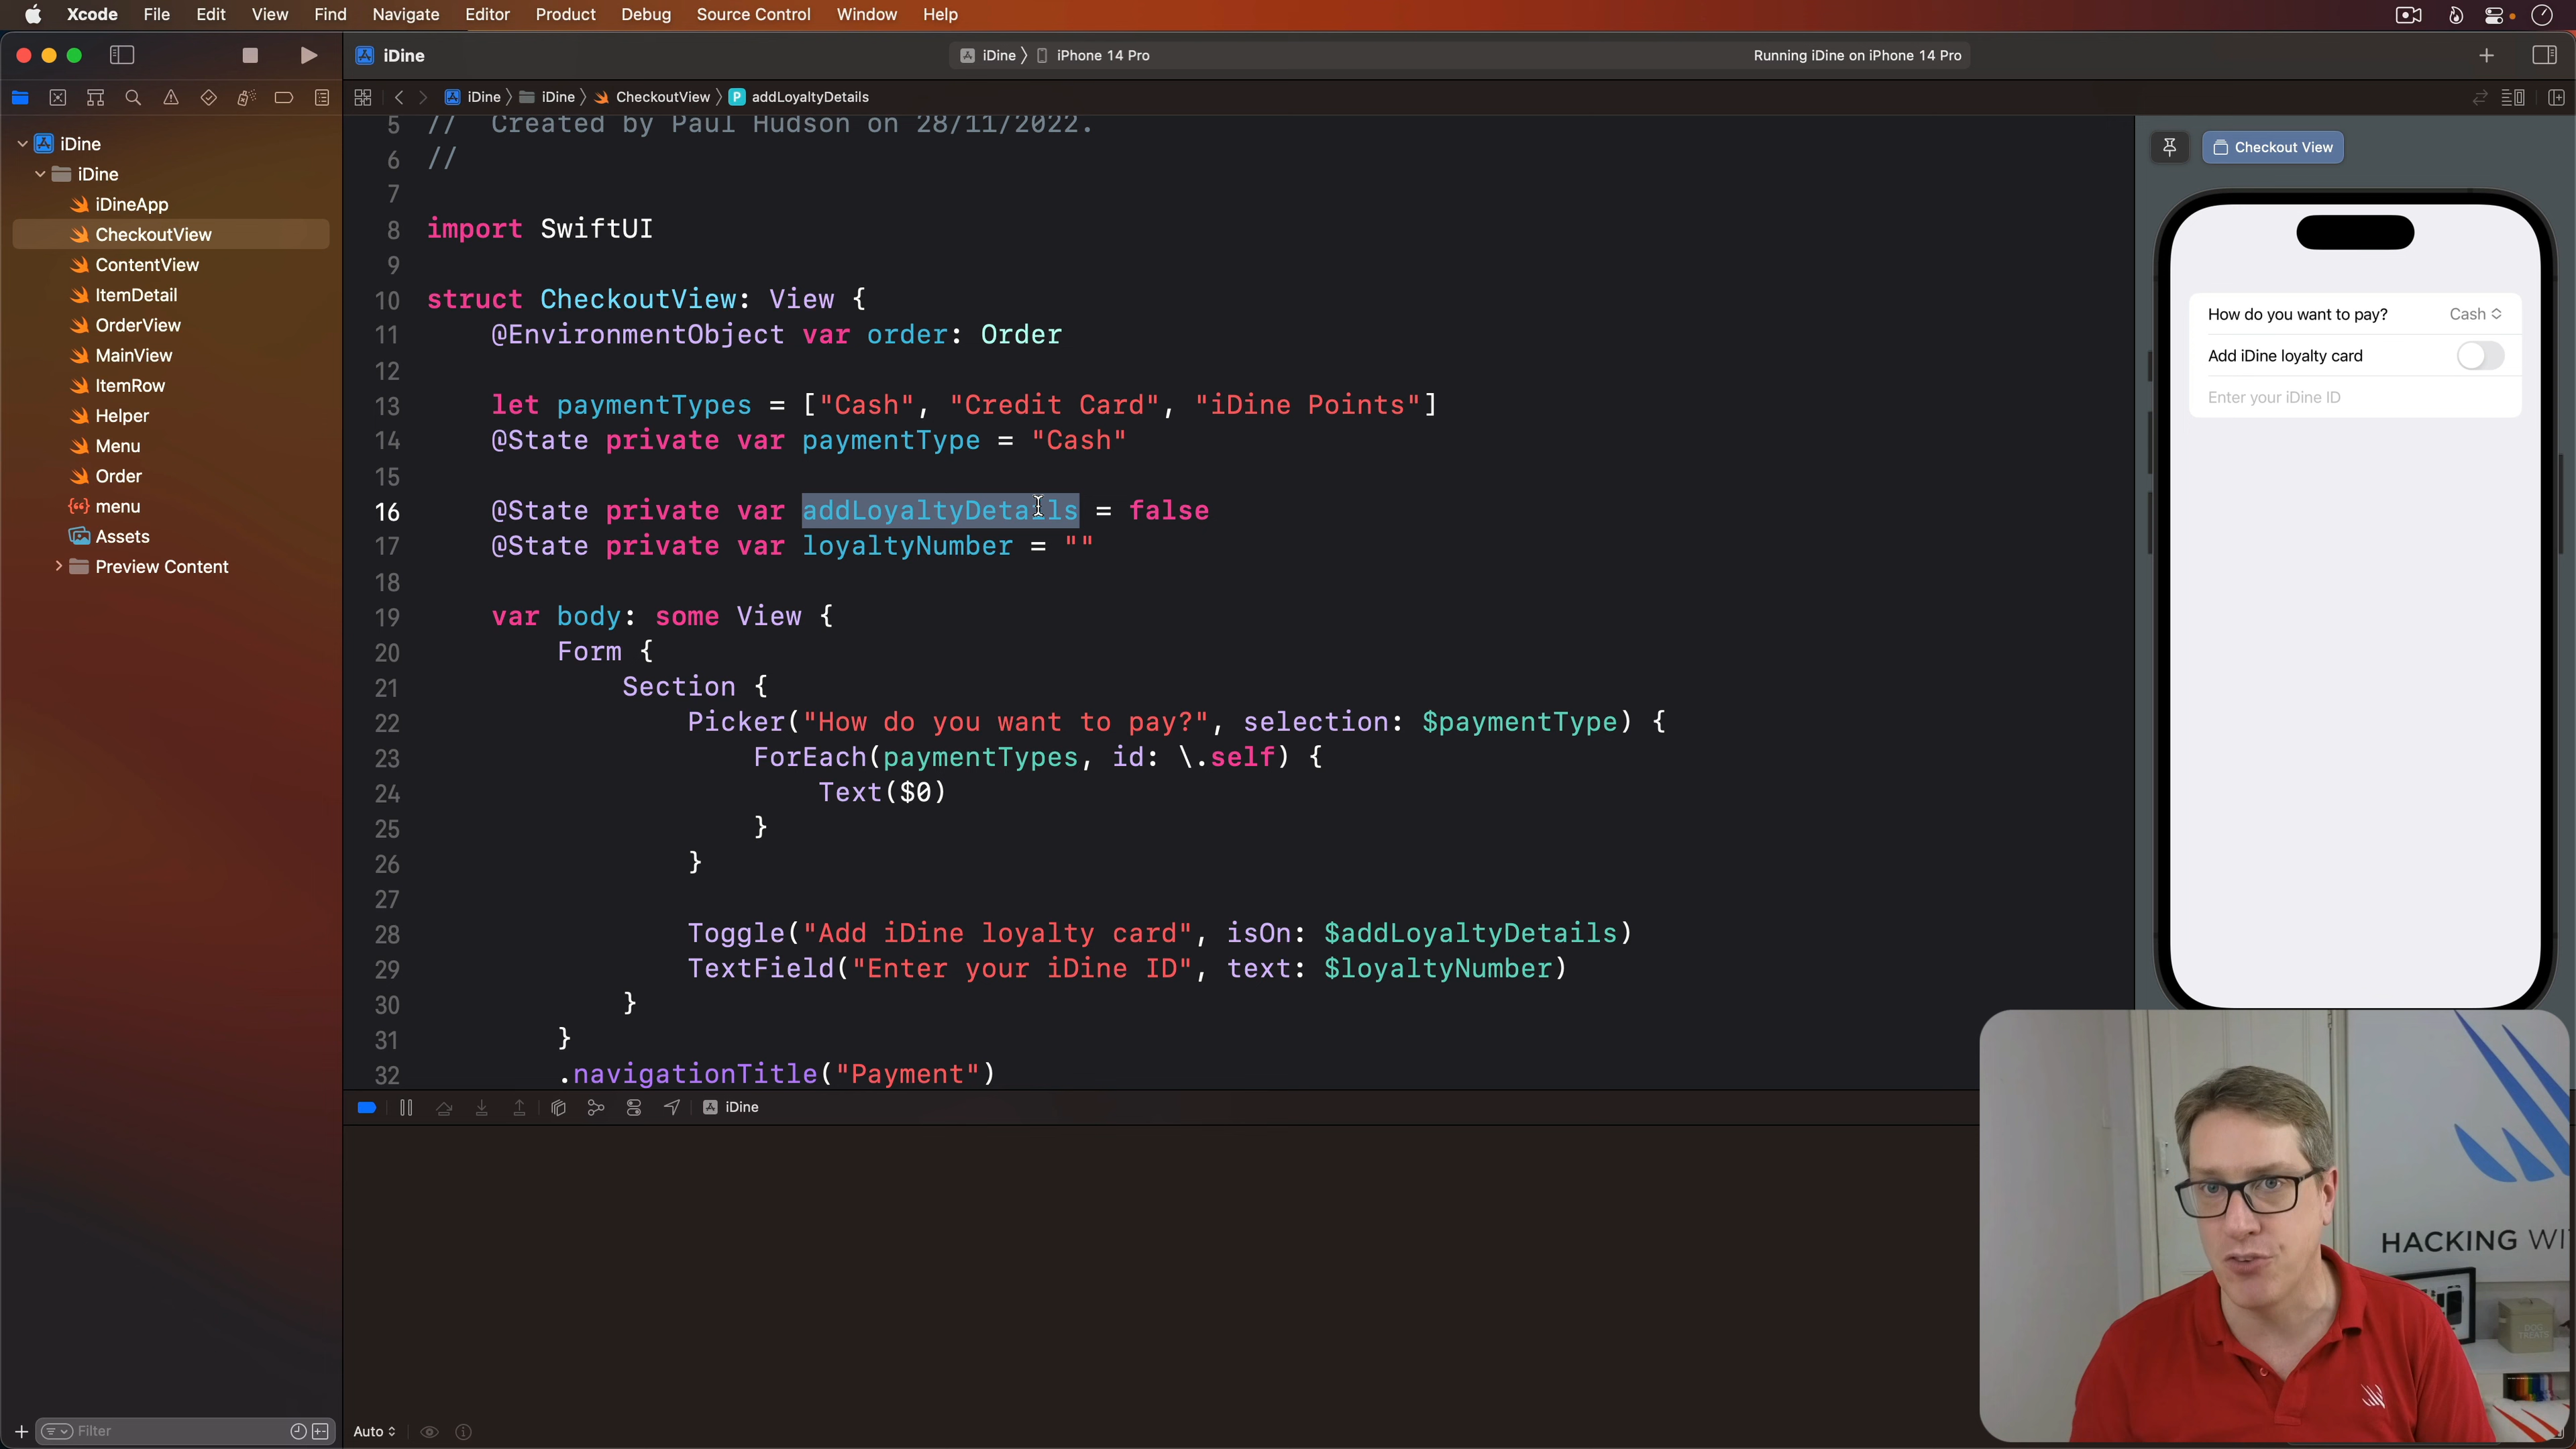 Xcode File Edit View Find Navigate Editor Product Debug Source Control Window Help
iDine
iDine iPhone 14 Pro
Running iDine on iPhone 14 Pro
iDine iDine CheckoutView P addLoyaltyDetails
iDine
iDine
iDineApp
CheckoutView
ContentView
ItemDetail
OrderView
MainView
ItemRow
Helper
Menu
Order
menu
Assets
Preview Content
Filter
5 // Created by Paul Hudson on 28/11/2022.
6 //
7
8 import SwiftUI
9
10 struct CheckoutView: View {
11 @EnvironmentObject var order: Order
12
13 let paymentTypes = ["Cash", "Credit Card", "iDine Points"]
14 @State private var paymentType = "Cash"
15
16 @State private var addLoyaltyDetails = false
17 @State private var loyaltyNumber = ""
18
19 var body: some View {
20 Form {
21 Section {
22 Picker("How do you want to pay?", selection: $paymentType) {
23 ForEach(paymentTypes, id: \.self) {
24 Text($0)
25 }
26 }
27
28 Toggle("Add iDine loyalty card", isOn: $addLoyaltyDetails)
29 TextField("Enter your iDine ID", text: $loyaltyNumber)
30 }
31 }
32 .navigationTitle("Payment")
iDine
Auto
Checkout View
How do you want to pay? Cash
Add iDine loyalty card
Enter your iDine ID
HACKING WI
DOG
TREATS